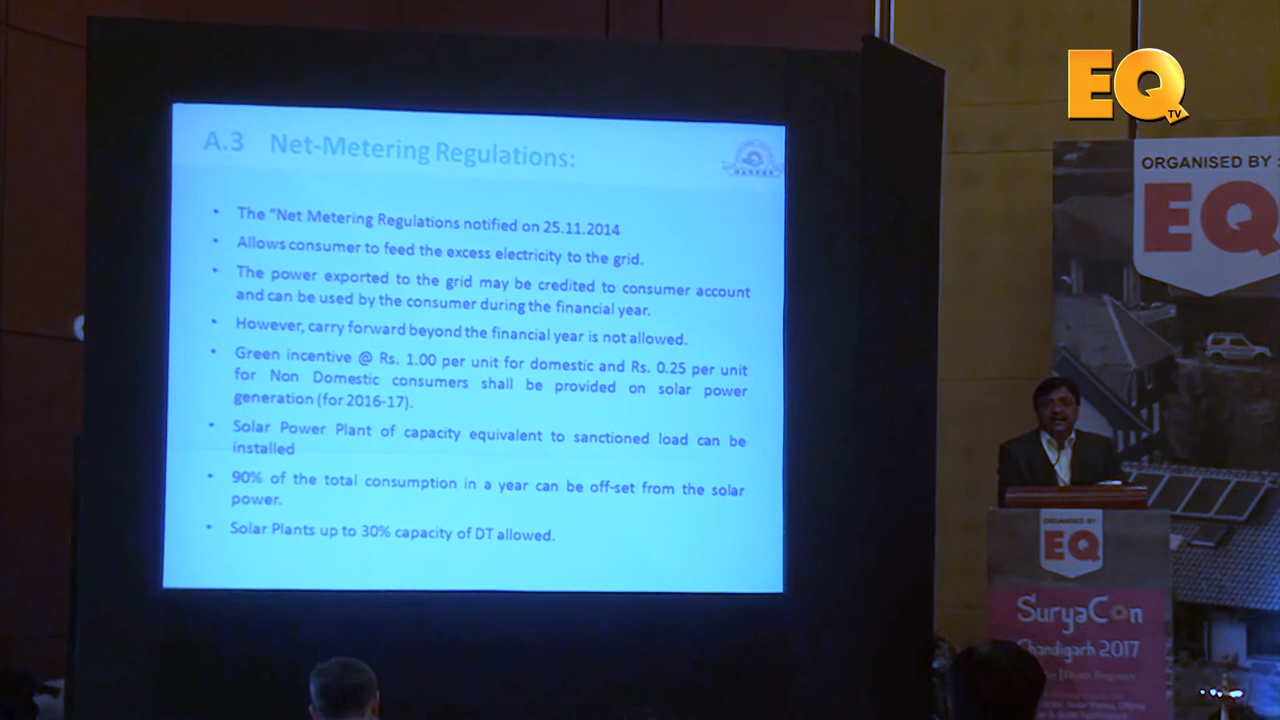 EQ
TV
A.3 Net-Metering Regulations:
• The "Net Metering Regulations notified on 25.11.2014
• Allows consumer to feed the excess electricity to the grid.
• The power exported to the grid may be credited to consumer account
and can be used by the consumer during the financial year.
• However, carry forward beyond the financial year is not allowed.
• Green incentive @ Rs. 1.00 per unit for domestic and Rs. 0.25 per unit
for Non Domestic consumers shall be provided on solar power
generation (for 2016-17).
• Solar Power Plant of capacity equivalent to sanctioned load can be
installed
• 90% of the total consumption in a year can be off-set from the solar
power.
• Solar Plants up to 30% capacity of DT allowed.
ORGANISED BY
EQ
ORGANISED BY
EQ
SuryaCon
Chandigarh 2017